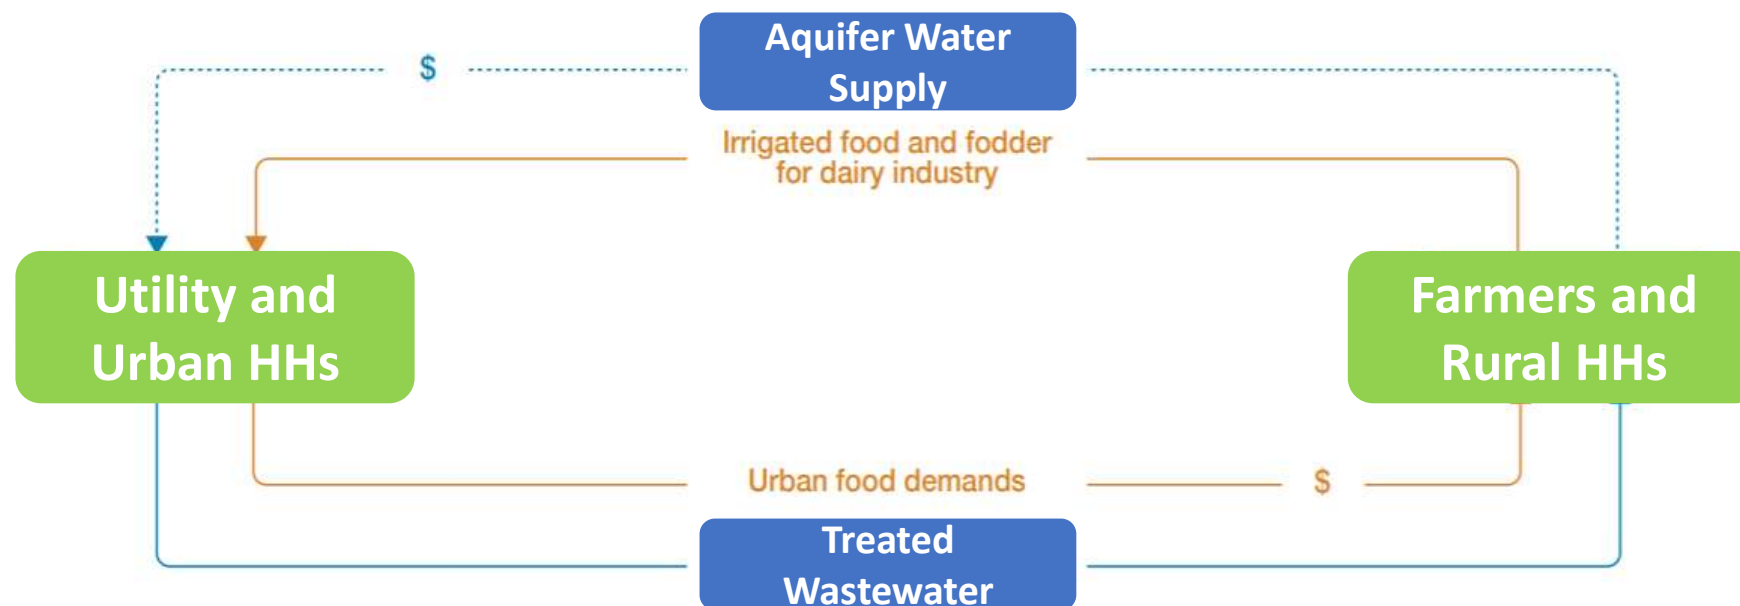 Aquifer Water
Supply
$
Irrigated food and fodder
for dairy industry
Utility and
Urban HHs
Farmers and
Rural HHs
Urban food demands
$
Treated
Wastewater